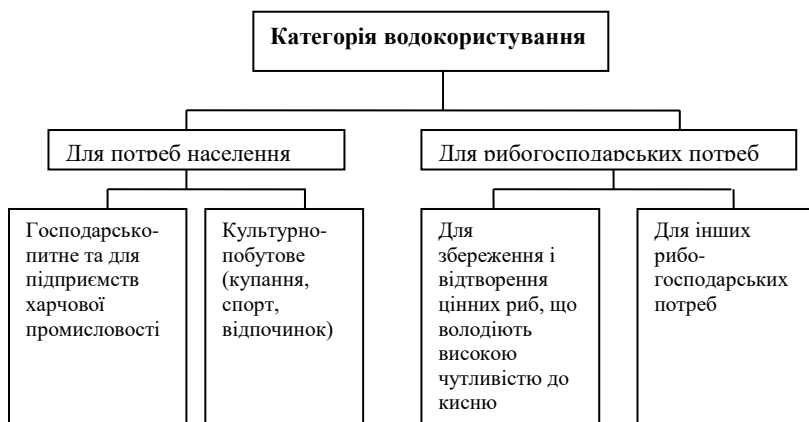 Категорія водокористування
Для потреб населення
Для рибогосподарських потреб
Господарсько-
питне та для
підприємств
харчової
промисловості
Культурно-
побутове
(купання,
спорт,
відпочинок)
Для
збереження і
відтворення
цінних риб, що
володіють
високою
чутливістю до
кисню
Для інших
рибо-
господарських
потреб